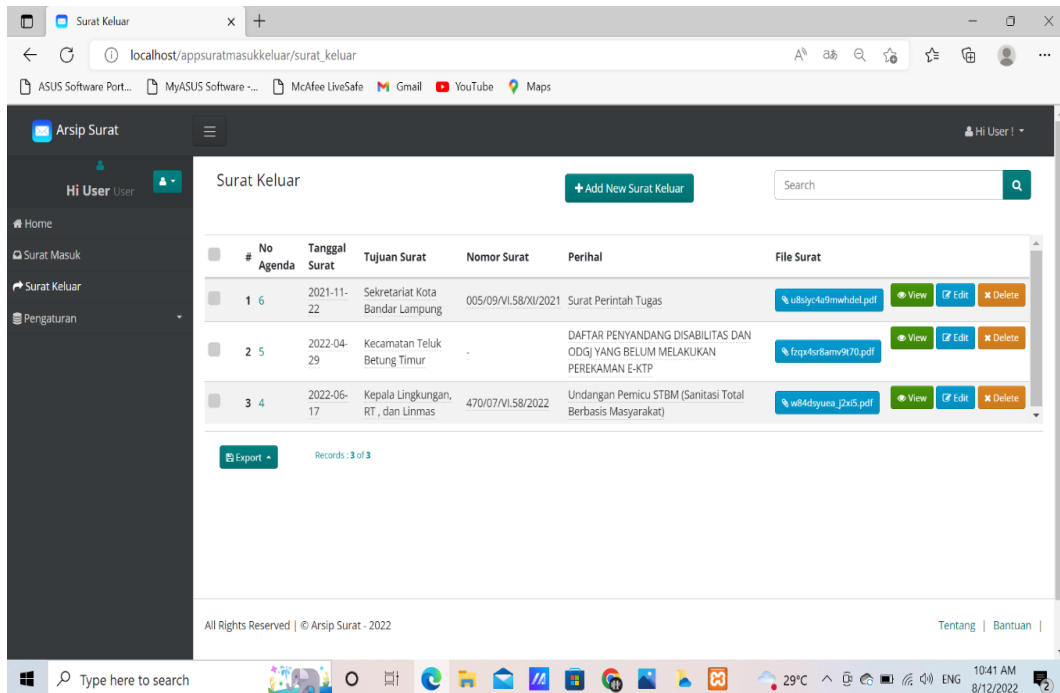 Surat Keluar
localhost/appsuratmasukkeluar/surat_keluar
ASUS Software Port... MyASUS Software -... McAfee LiveSafe Gmail YouTube Maps
Arsip Surat
Hi User !
Hi User User
Surat Keluar
+ Add New Surat Keluar
Search
Home
Surat Masuk
Surat Keluar
Pengaturan
# No Agenda Tanggal Surat Tujuan Surat Nomor Surat Perihal File Surat
1 6 2021-11-22 Sekretariat Kota Bandar Lampung 005/09/VI.58/XI/2021 Surat Perintah Tugas u8siyc4a9mwhdel.pdf View Edit Delete
2 5 2022-04-29 Kecamatan Teluk Betung Timur - DAFTAR PENYANDANG DISABILITAS DAN ODGJ YANG BELUM MELAKUKAN PEREKAMAN E-KTP fzqx4sr8amv9t70.pdf View Edit Delete
3 4 2022-06-17 Kepala Lingkungan, RT , dan Linmas 470/07/VI.58/2022 Undangan Pemicu STBM (Sanitasi Total Berbasis Masyarakat) w84dsyuea_j2xi5.pdf View Edit Delete
Export
Records : 3 of 3
All Rights Reserved | © Arsip Surat - 2022
Tentang | Bantuan |
Type here to search
29°C
ENG
10:41 AM
8/12/2022